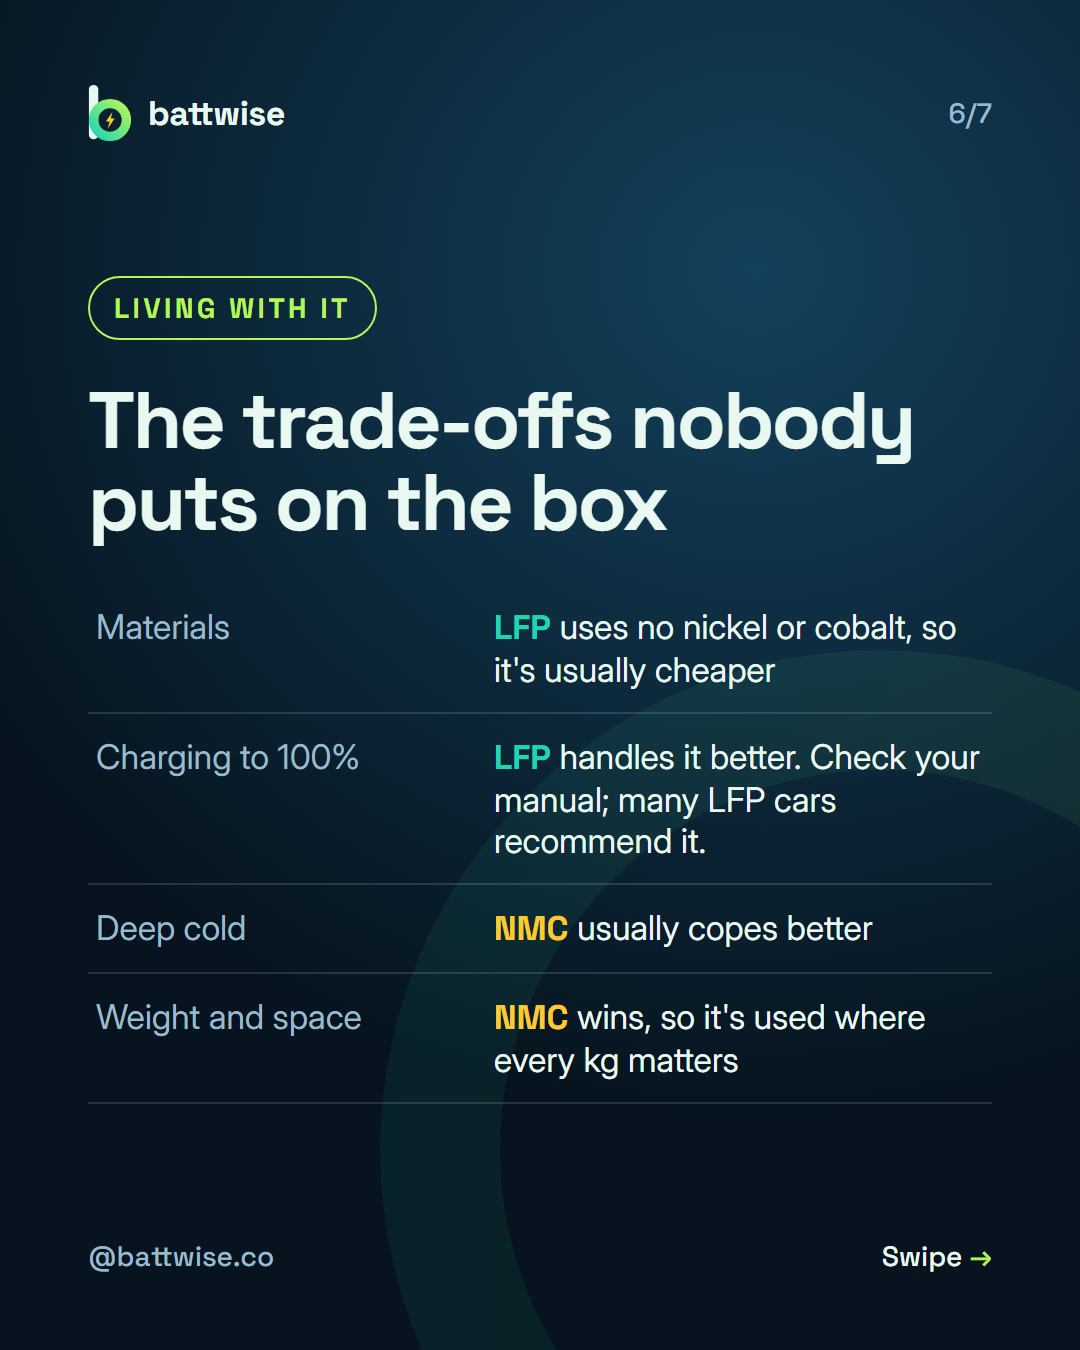 battwise
6/7
LIVING WITH IT
The trade-offs nobody
puts on the box
Materials
LFP uses no nickel or cobalt, so
it's usually cheaper
Charging to 100%
LFP handles it better. Check your
manual; many LFP cars
recommend it.
Deep cold
NMC usually copes better
Weight and space
NMC wins, so it's used where
every kg matters
@battwise.co
Swipe →